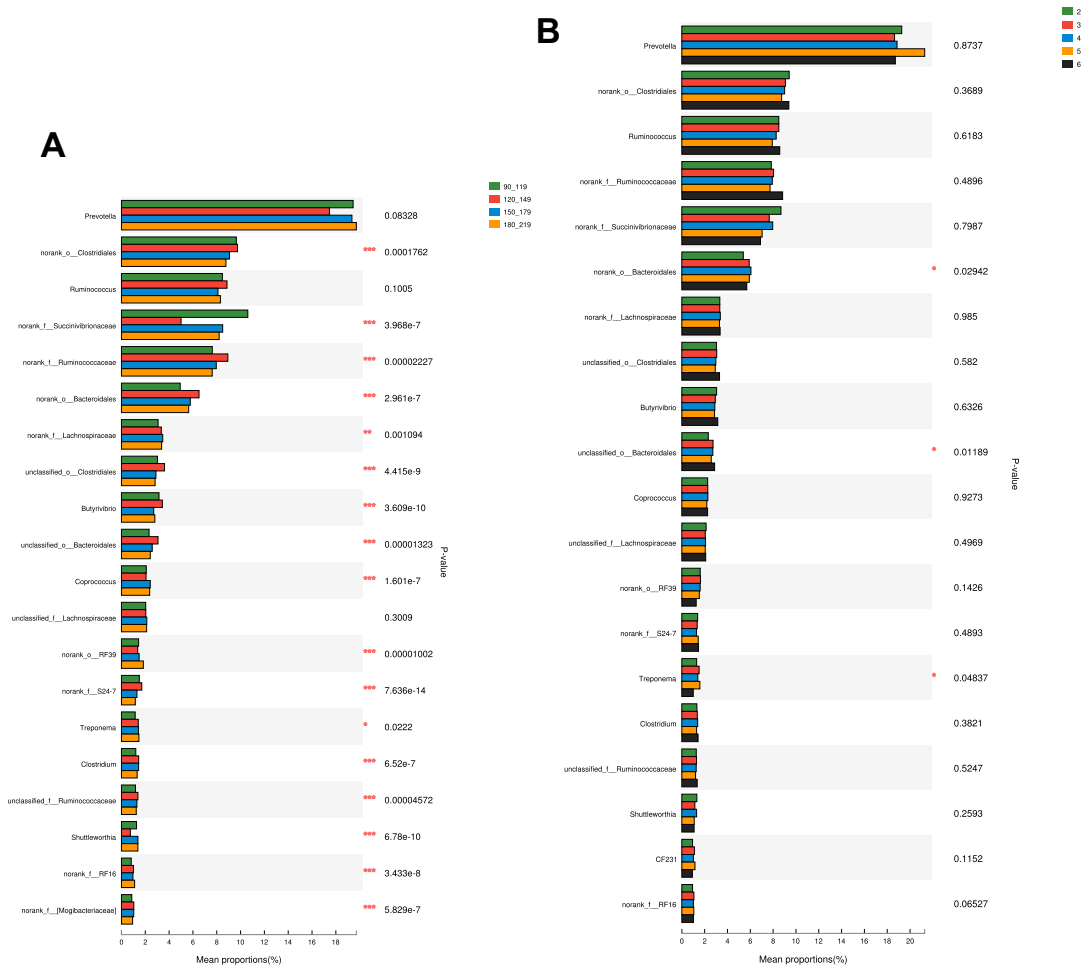 A
90_119
120_149
150_179
180_219
Prevotella 0.08328
norank_o__Clostridiales *** 0.0001762
Ruminococcus 0.1005
norank_f__Succinivibrionaceae *** 3.968e-7
norank_f__Ruminococcaceae *** 0.00002227
norank_o__Bacteroidales *** 2.961e-7
norank_f__Lachnospiraceae ** 0.001094
unclassified_o__Clostridiales *** 4.415e-9
Butyrivibrio *** 3.609e-10
unclassified_o__Bacteroidales *** 0.00001323
Coprococcus *** 1.601e-7
unclassified_f__Lachnospiraceae 0.3009
norank_o__RF39 *** 0.00001002
norank_f__S24-7 *** 7.636e-14
Treponema * 0.0222
Clostridium *** 6.52e-7
unclassified_f__Ruminococcaceae *** 0.00004572
Shuttleworthia *** 6.78e-10
norank_f__RF16 *** 3.433e-8
norank_f__[Mogibacteriaceae] *** 5.829e-7
P-value
0 2 4 6 8 10 12 14 16 18
Mean proportions(%)
B
2
3
4
5
6
Prevotella 0.8737
norank_o__Clostridiales 0.3689
Ruminococcus 0.6183
norank_f__Ruminococcaceae 0.4896
norank_f__Succinivibrionaceae 0.7987
norank_o__Bacteroidales * 0.02942
norank_f__Lachnospiraceae 0.985
unclassified_o__Clostridiales 0.582
Butyrivibrio 0.6326
unclassified_o__Bacteroidales * 0.01189
Coprococcus 0.9273
unclassified_f__Lachnospiraceae 0.4969
norank_o__RF39 0.1426
norank_f__S24-7 0.4893
Treponema * 0.04837
Clostridium 0.3821
unclassified_f__Ruminococcaceae 0.5247
Shuttleworthia 0.2593
CF231 0.1152
norank_f__RF16 0.06527
P-value
0 2 4 6 8 10 12 14 16 18 20
Mean proportions(%)